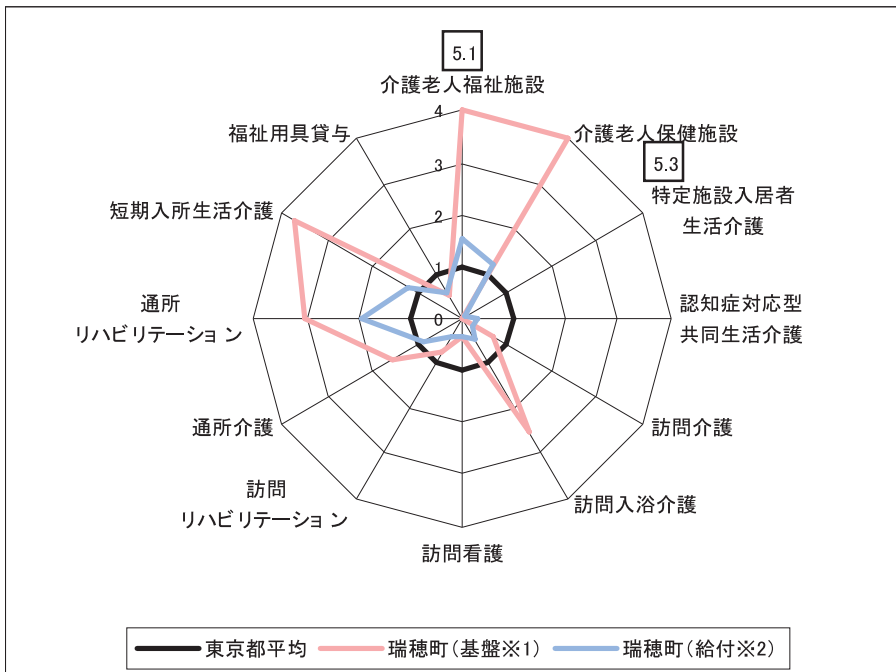 5.1
介護老人福祉施設
福祉用具貸与
介護老人保健施設
5.3
短期入所生活介護
特定施設入居者
生活介護
通所
リハビリテーション
認知症対応型
共同生活介護
通所介護
訪問介護
訪問
リハビリテーション
訪問入浴介護
訪問看護
4
3
2
1
0
東京都平均
瑞穂町(基盤※1)
瑞穂町(給付※2)